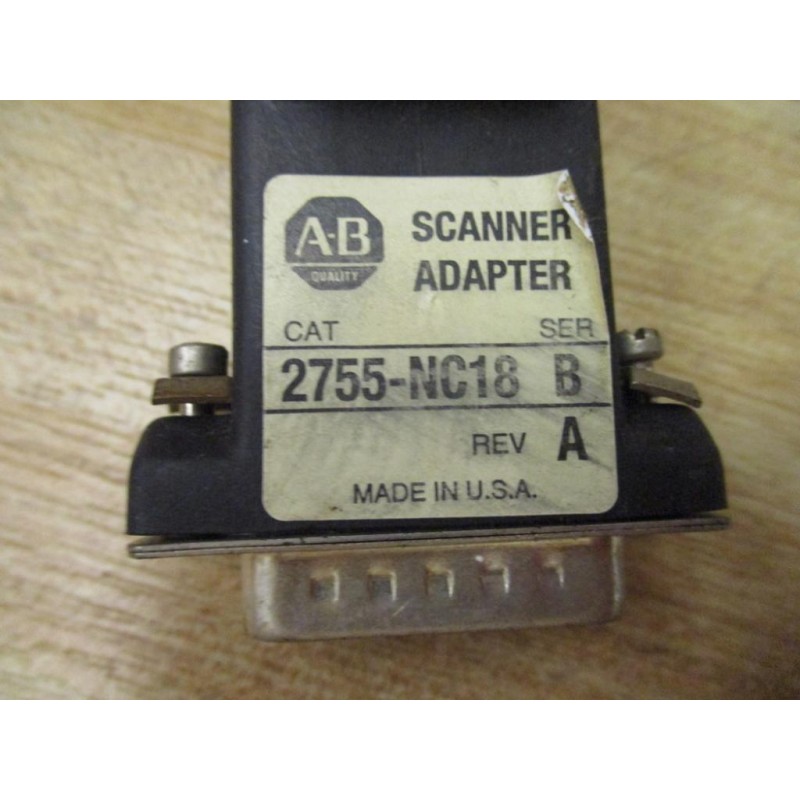 A-B
QUALITY
SCANNER
ADAPTER
CAT SER
2755-NC18 B
REV A
MADE IN U.S.A.